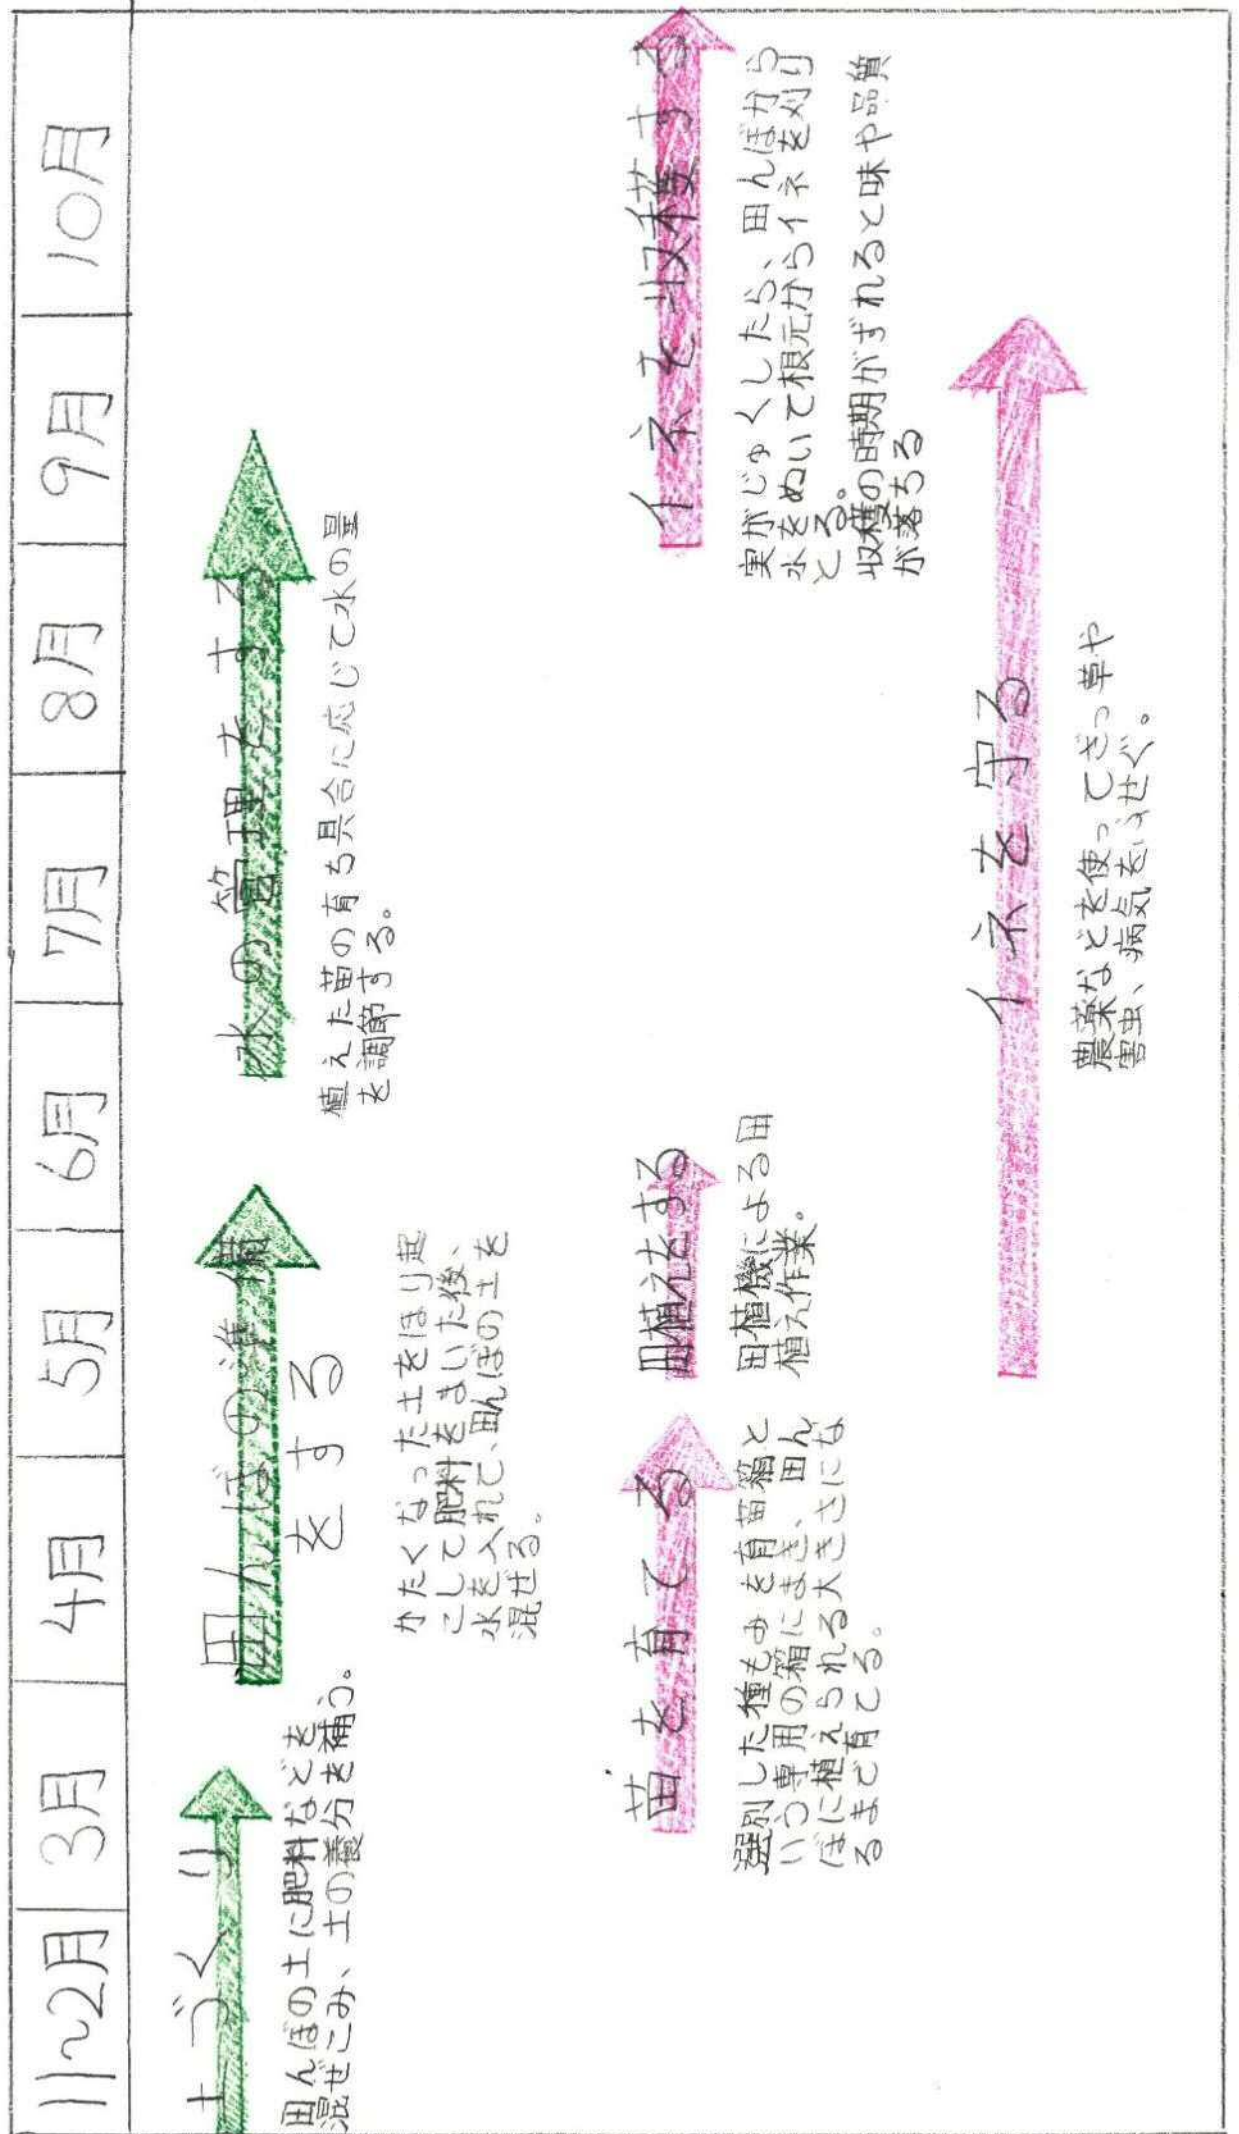 11~2月
3月
4月
5月
6月
7月
8月
9月
10月
土づくり
田んぼの土に肥料などを
混ぜこみ、土の養分を補う。
田んぼの準備
をする
かたくなった土をほり起
こして肥料をまいた後、
水を入れて、田んぼの土を
混ぜる。
水の管理をする
植えた苗の育ち具合に応じて水の量
を調節する。
苗を育てる
選別した種もみを育苗箱と
いう専用の箱にまき、田ん
ぼに植えられる大きさにな
るまで育てる。
田植えをする
田植機による田
植え作業。
イネを収穫する
実がじゅくしたら、田んぼから
水をぬいて根元からイネを刈り
とる。
収穫の時期がずれると味や品質
が落ちる
イネを守る
農薬などを使ってざっ草や
害虫、病気をふせぐ。